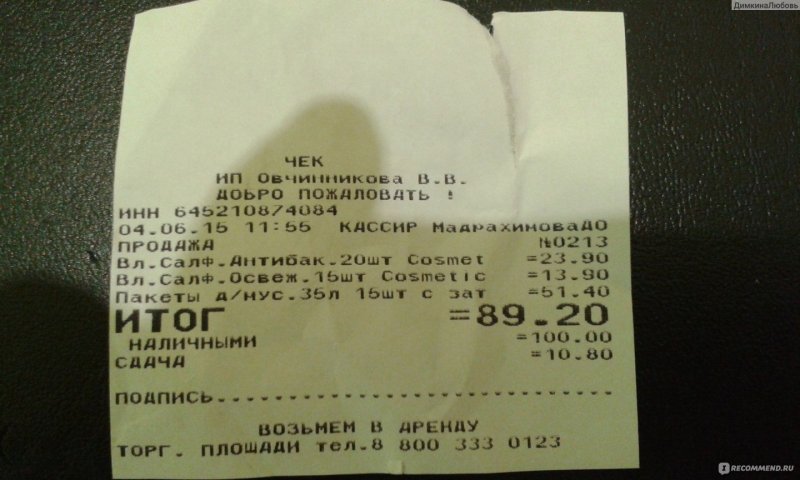 ДимкинаЛюбовь
ЧЕК
ИП Овчинникова В.В.
ДОБРО ПОЖАЛОВАТЬ !
ИНН 645210874084
04.06.15 11:55 КАССИР МадрахимоваДО
ПРОДАЖА №0213
Вл.Салф.Антибак.20шт Cosmet =23.90
Вл.Салф.Освеж.15шт Cosmetic =13.90
Пакеты д/мус.35л 15шт с зат =51.40
ИТОГ =89.20
НАЛИЧНЫМИ =100.00
СДАЧА =10.80
ПОДПИСЬ..............................
ВОЗЬМЕМ В АРЕНДУ
ТОРГ. ПЛОЩАДИ тел.8 800 333 0123
IRECOMMEND.RU